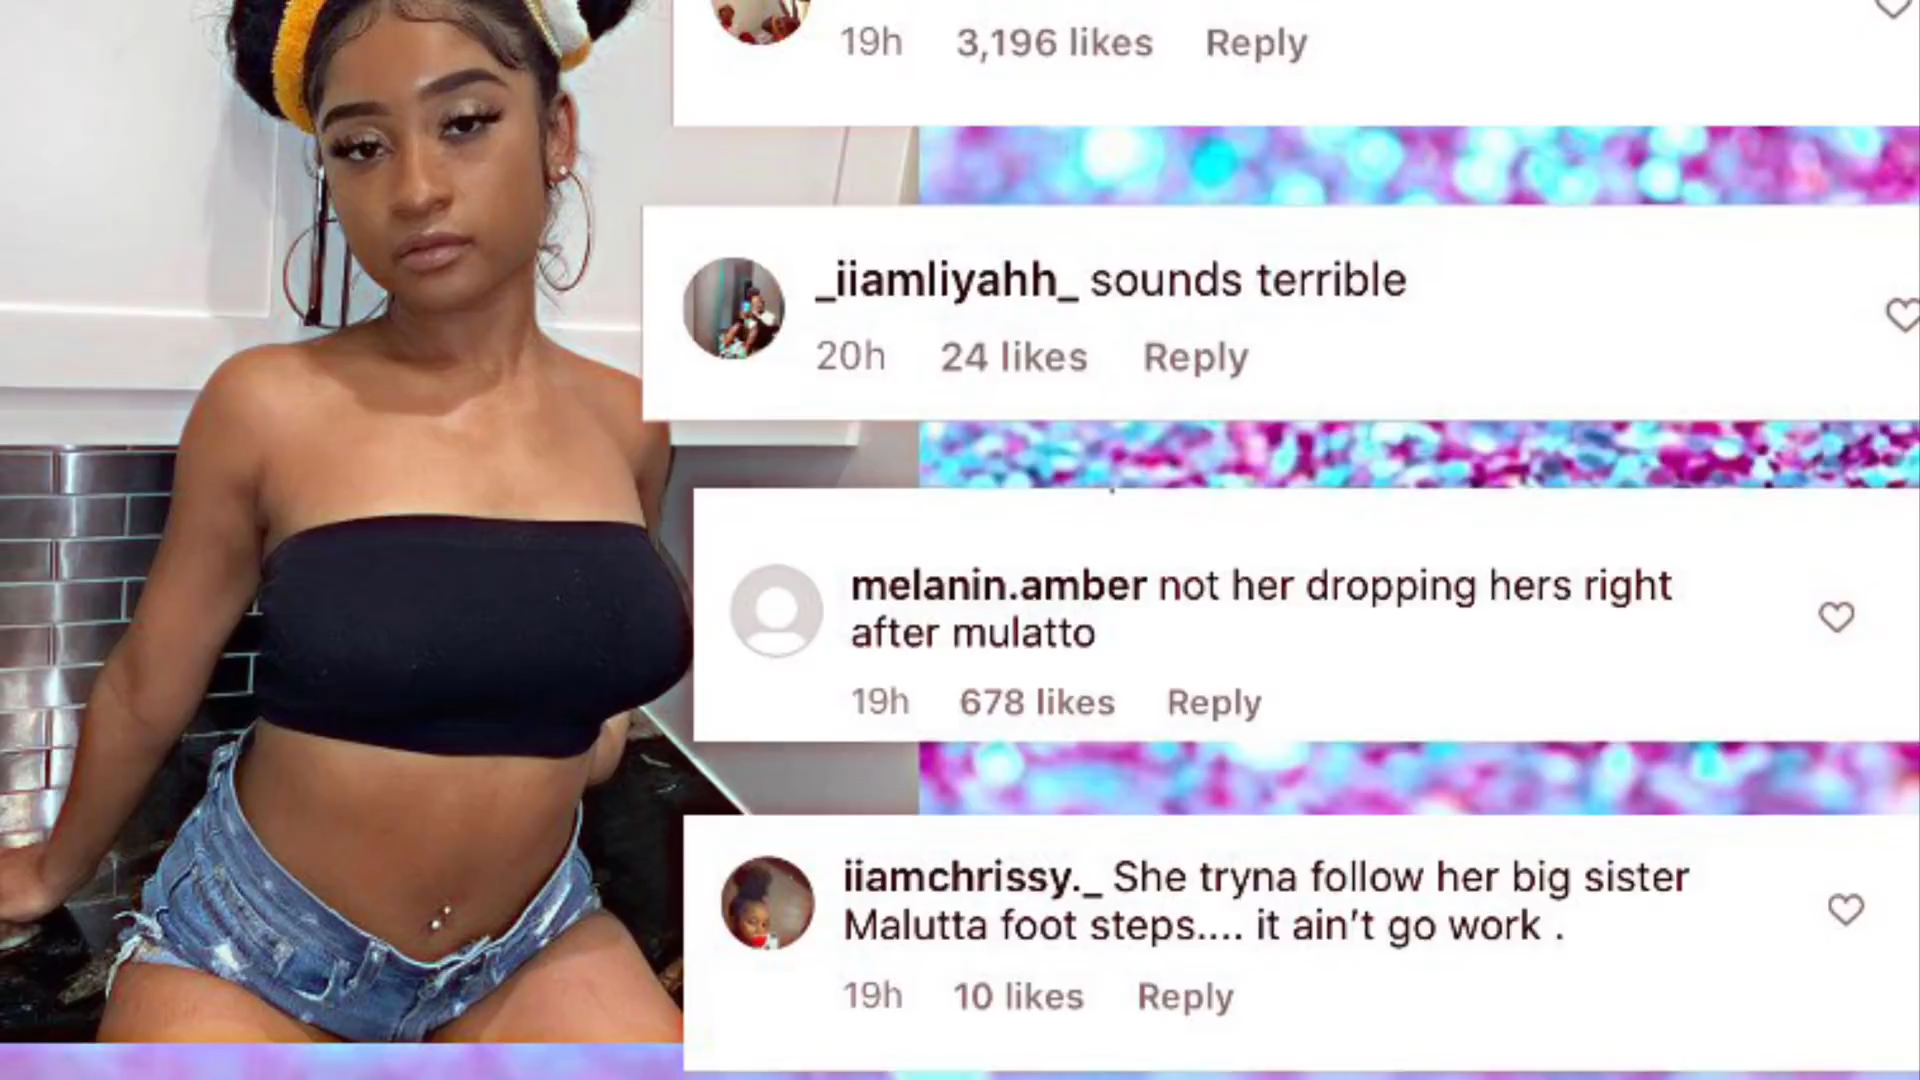 19h 3,196 likes Reply
_iiamliyahh_ sounds terrible
20h 24 likes Reply
melanin.amber not her dropping hers right
after mulatto
19h 678 likes Reply
iiamchrissy._ She tryna follow her big sister
Malutta foot steps.... it ain't go work .
19h 10 likes Reply